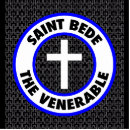 SAINT BEDE
THE VENERABLE